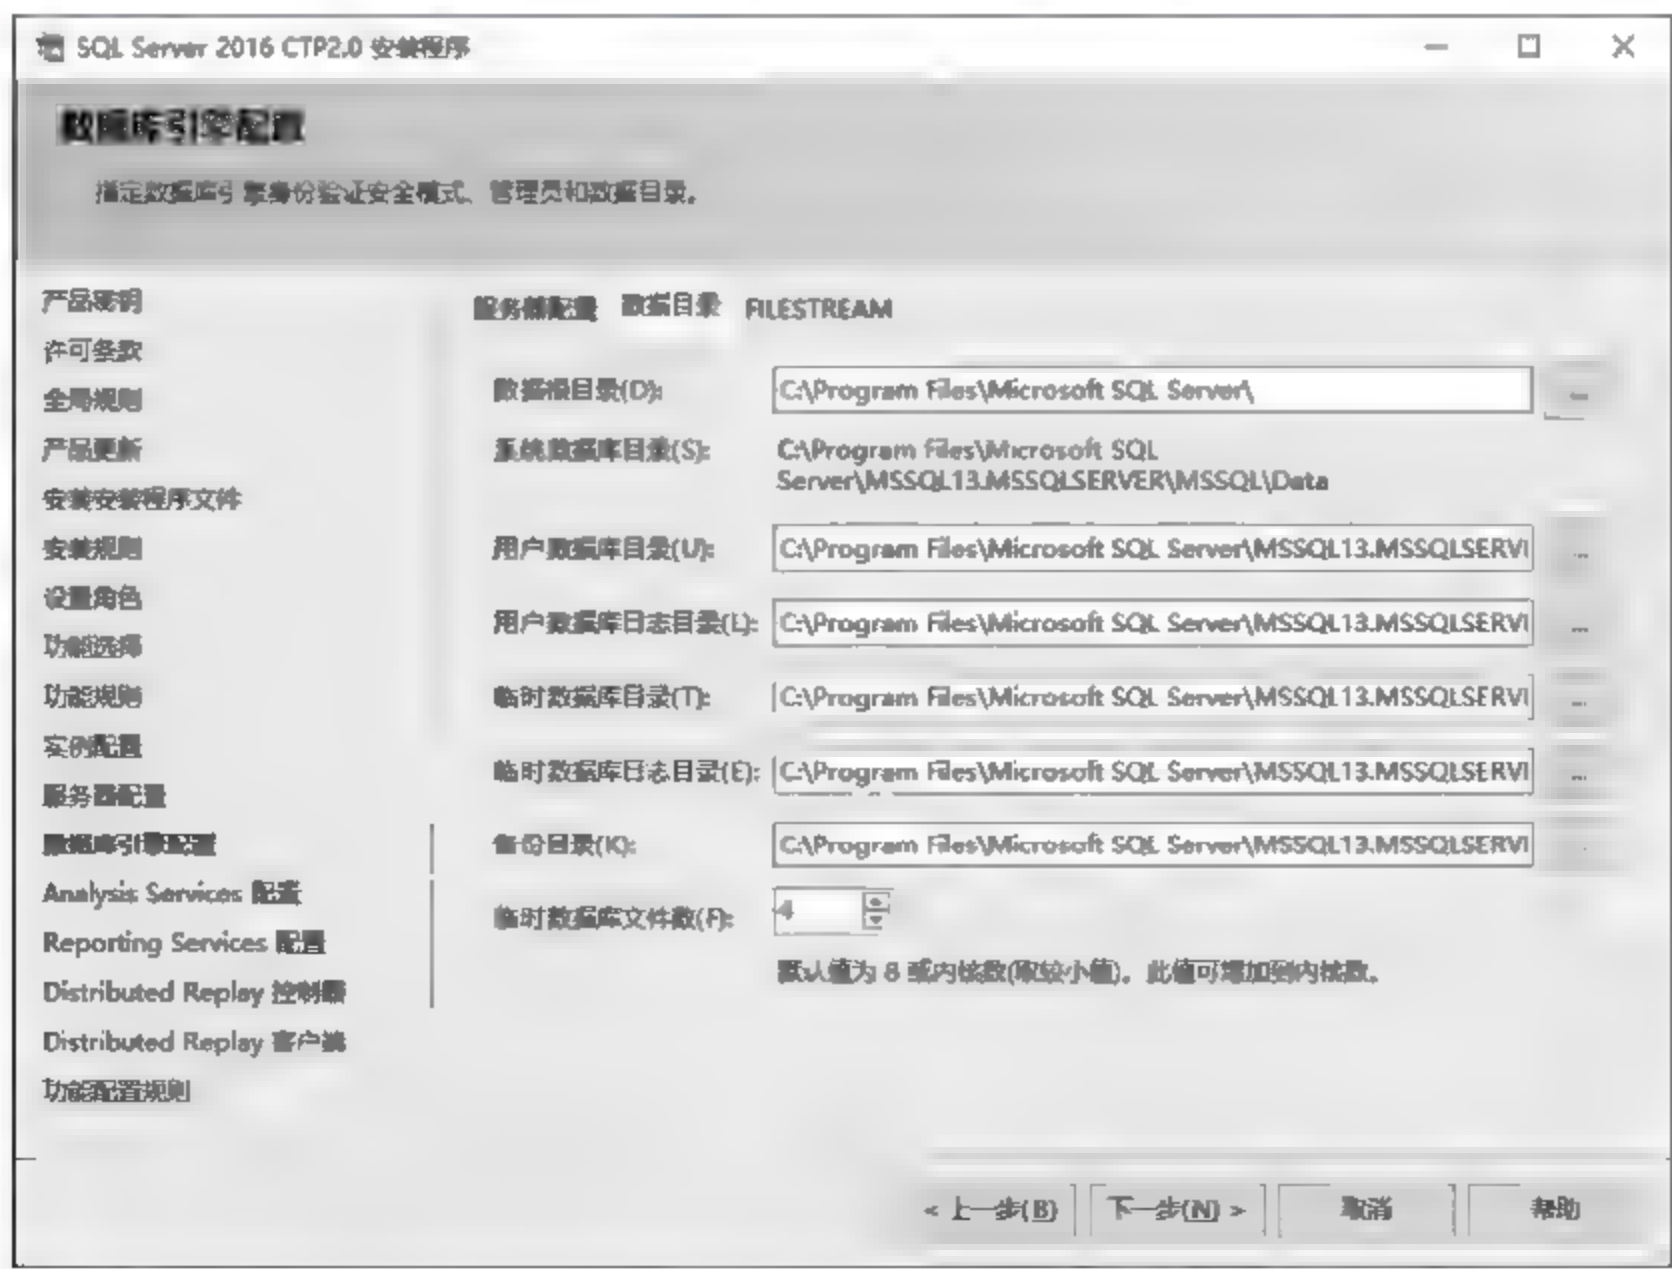 SQL Server 2016 CTP2.0 安装程序
数据库引擎配置
指定数据库引擎身份验证安全模式、管理员和数据目录。
产品密钥
许可条款
全局规则
产品更新
安装安装程序文件
安装规则
设置角色
功能选择
功能规则
实例配置
服务器配置
数据库引擎配置
Analysis Services 配置
Reporting Services 配置
Distributed Replay 控制器
Distributed Replay 客户端
功能配置规则
服务器配置 数据目录 FILESTREAM
数据根目录(D): C:\Program Files\Microsoft SQL Server\ ...
系统数据库目录(S): C:\Program Files\Microsoft SQL
Server\MSSQL13.MSSQLSERVER\MSSQL\Data
用户数据库目录(U): C:\Program Files\Microsoft SQL Server\MSSQL13.MSSQLSERVI ...
用户数据库日志目录(L): C:\Program Files\Microsoft SQL Server\MSSQL13.MSSQLSERVI ...
临时数据库目录(T): C:\Program Files\Microsoft SQL Server\MSSQL13.MSSQLSERVI ...
临时数据库日志目录(E): C:\Program Files\Microsoft SQL Server\MSSQL13.MSSQLSERVI ...
备份目录(K): C:\Program Files\Microsoft SQL Server\MSSQL13.MSSQLSERVI
临时数据库文件数(F): 4
默认值为 8 或内核数(取较小值)。此值可增加到内核数。
< 上一步(B) 下一步(N) > 取消 帮助